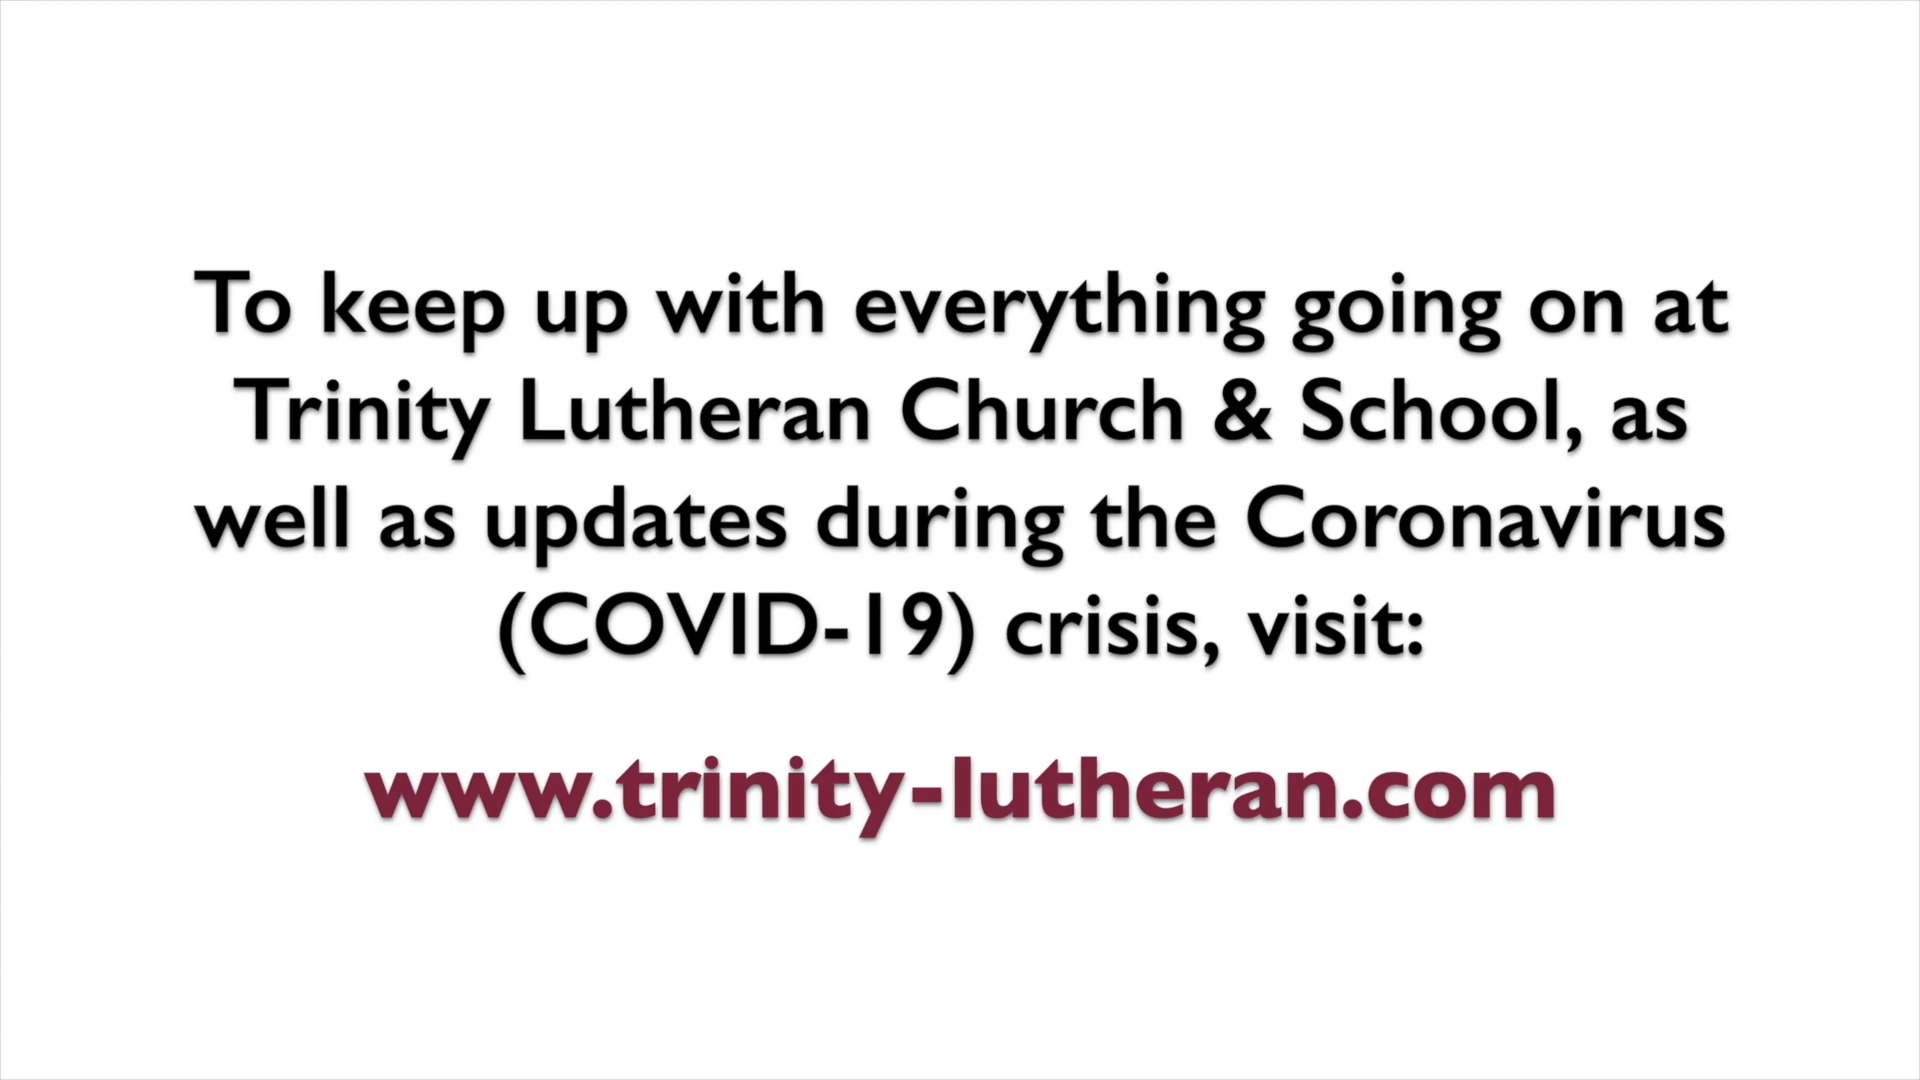 To keep up with everything going on at
Trinity Lutheran Church & School, as
well as updates during the Coronavirus
(COVID-19) crisis, visit:
www.trinity-lutheran.com